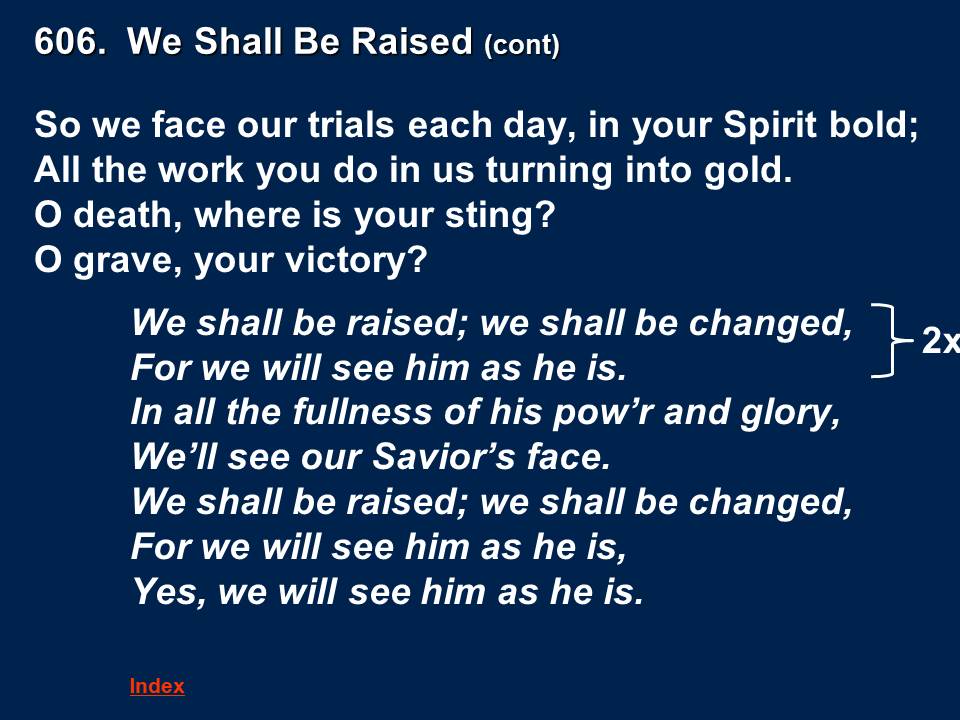 606.  We Shall Be Raised (cont)
So we face our trials each day, in your Spirit bold;
All the work you do in us turning into gold.
O death, where is your sting?
O grave, your victory?
We shall be raised; we shall be changed,
2x
For we will see him as he is.
In all the fullness of his pow’r and glory,
We’ll see our Savior’s face.
We shall be raised; we shall be changed,
For we will see him as he is,
Yes, we will see him as he is.
Index